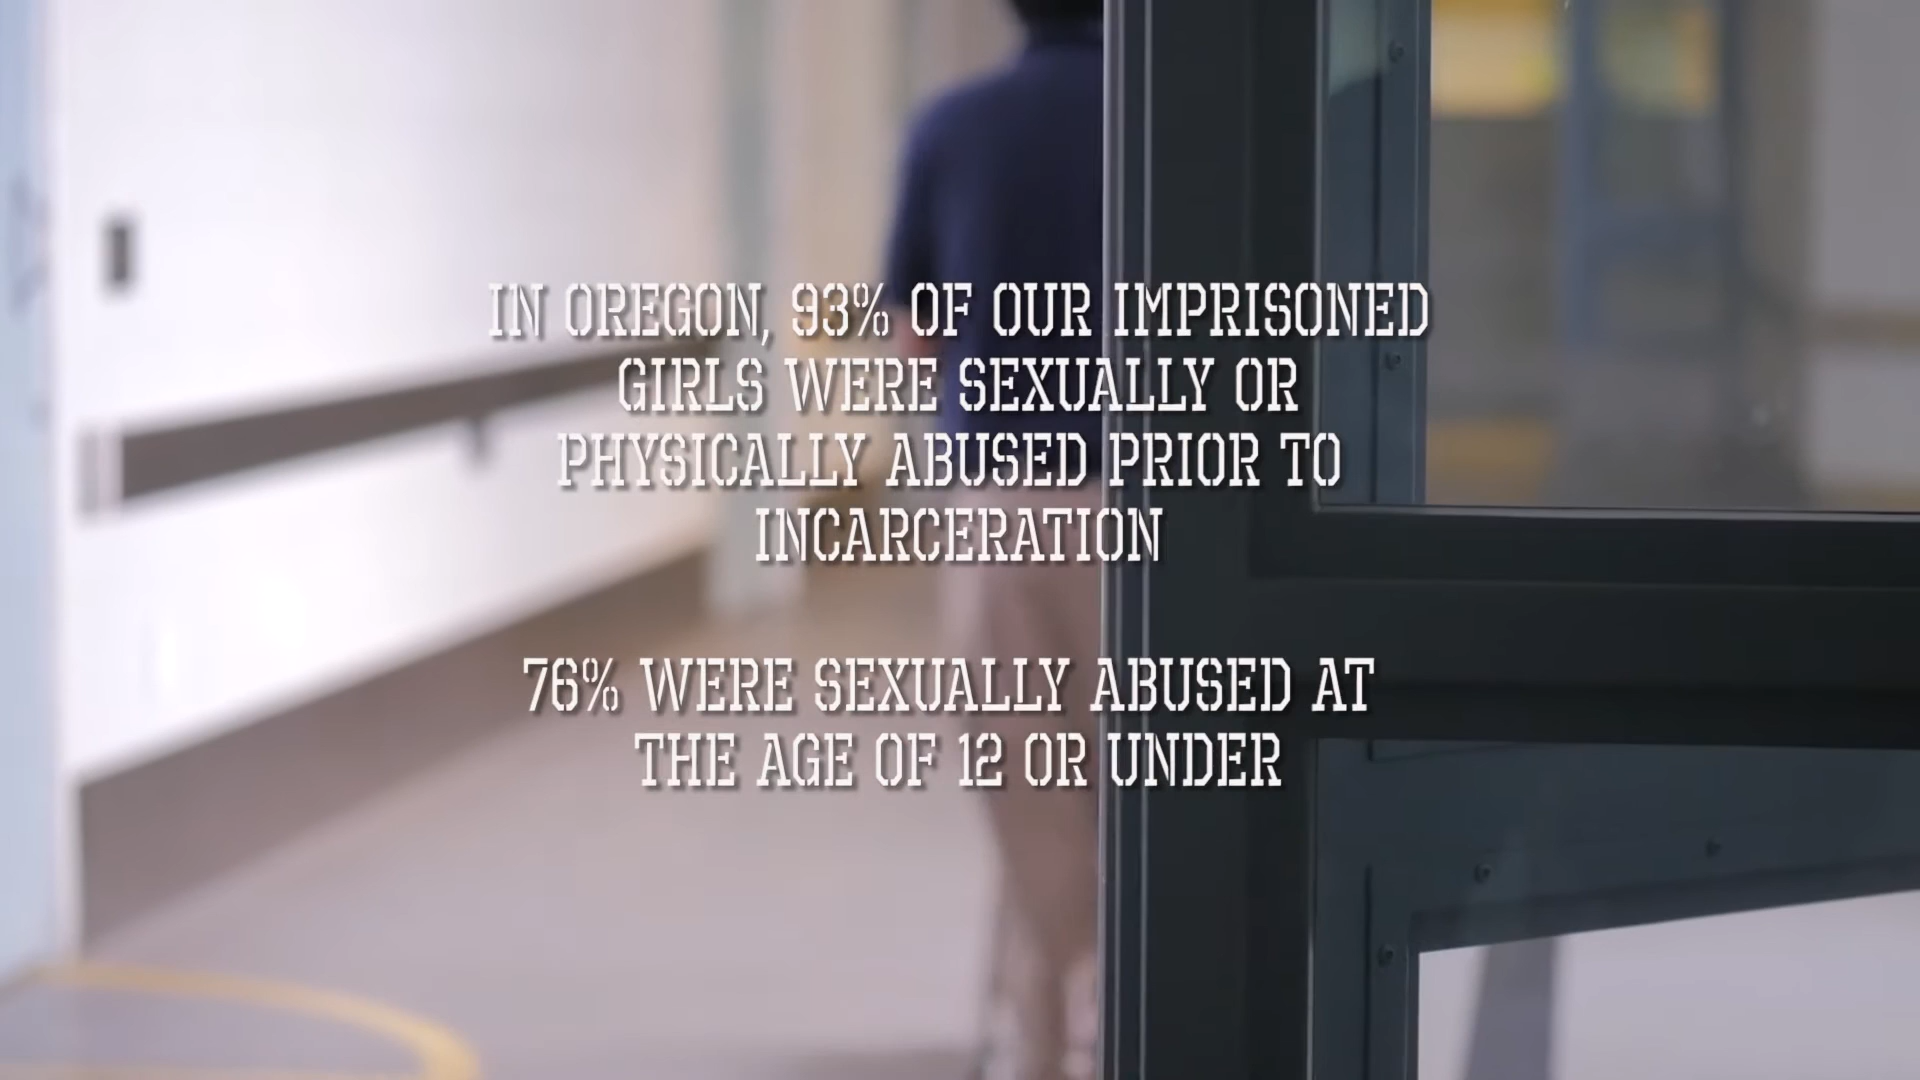 IN OREGON, 93% OF OUR IMPRISONED
GIRLS WERE SEXUALLY OR
PHYSICALLY ABUSED PRIOR TO
INCARCERATION
76% WERE SEXUALLY ABUSED AT
THE AGE OF 12 OR UNDER